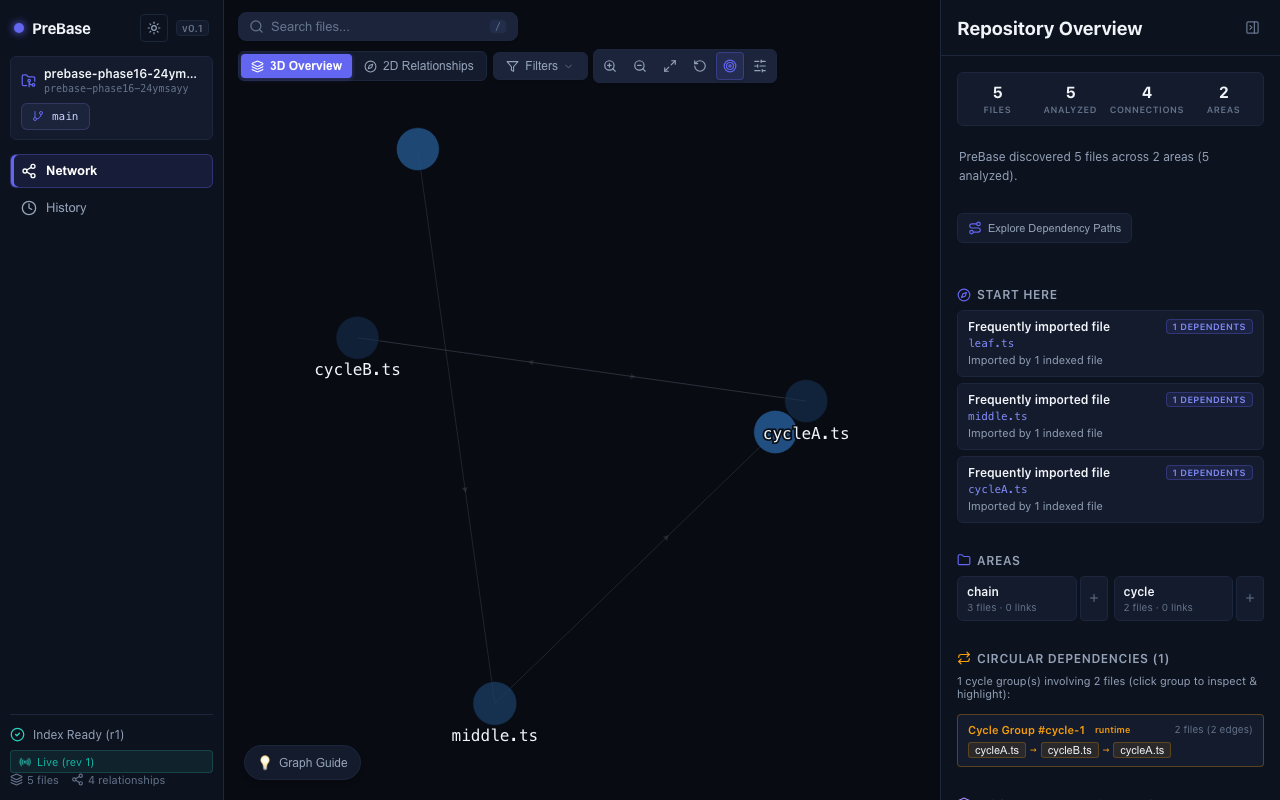 PreBase
v0.1
prebase-phase16-24ym...
prebase-phase16-24ymsayy
main
Network
History
Index Ready (r1)
Live (rev 1)
5 files
4 relationships
Search files...
/
3D Overview
2D Relationships
Filters
cycleB.ts
cycleA.ts
middle.ts
Graph Guide
Repository Overview
5
FILES
5
ANALYZED
4
CONNECTIONS
2
AREAS
PreBase discovered 5 files across 2 areas (5
analyzed).
Explore Dependency Paths
START HERE
Frequently imported file
1 DEPENDENTS
leaf.ts
Imported by 1 indexed file
Frequently imported file
1 DEPENDENTS
middle.ts
Imported by 1 indexed file
Frequently imported file
1 DEPENDENTS
cycleA.ts
Imported by 1 indexed file
AREAS
chain
3 files · 0 links
+
cycle
2 files · 0 links
+
CIRCULAR DEPENDENCIES (1)
1 cycle group(s) involving 2 files (click group to inspect &
highlight):
Cycle Group #cycle-1
runtime
2 files (2 edges)
cycleA.ts → cycleB.ts → cycleA.ts